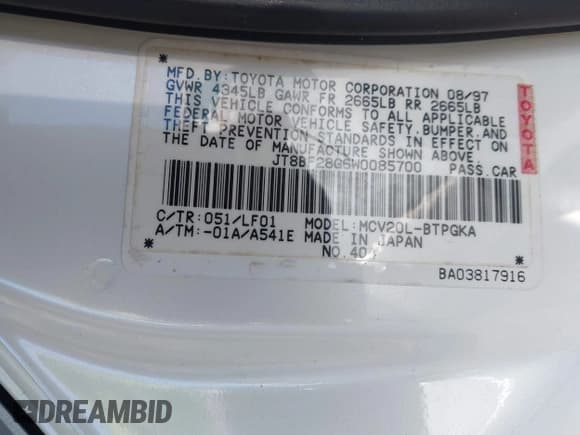 * MFD.BY:TOYOTA MOTOR CORPORATION 08/97
GVWR 4345LB GAWR FR 2665LB RR 2665LB
THIS VEHICLE CONFORMS TO ALL APPLICABLE
FEDERAL MOTOR VEHICLE SAFETY,BUMPER,AND
THEFT PREVENTION STANDARDS IN EFFECT ON
THE DATE OF MANUFACTURE SHOWN ABOVE.
JT8BF28G6W0085700 PASS.CAR
TOYOTA
C/TR:051/LF01 MODEL:MCV20L-BTPGKA
A/TM:-01A/A541E MADE IN JAPAN
* NO.40 *
BA03817916
DREAMBID